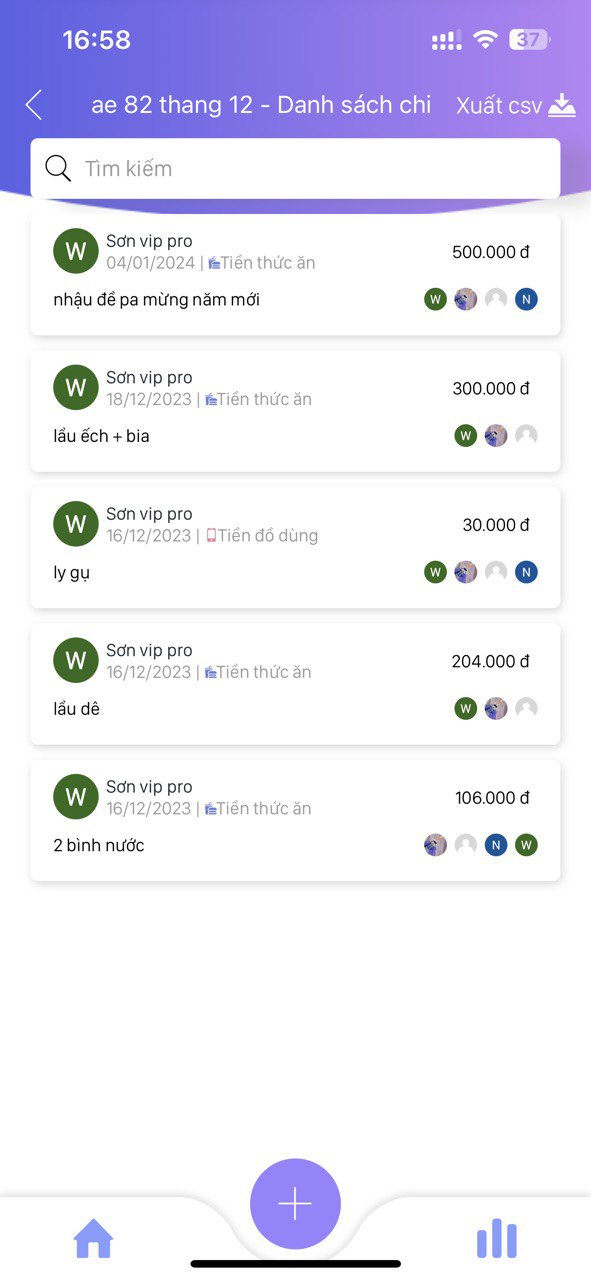 16:58
37
ae 82 thang 12 - Danh sách chi
Xuất csv
Tìm kiếm
W
Sơn vip pro
500.000 đ
04/01/2024 | Tiền thức ăn
nhậu đề pa mừng năm mới
W N
W
Sơn vip pro
300.000 đ
18/12/2023 | Tiền thức ăn
lẩu ếch + bia
W
W
Sơn vip pro
30.000 đ
16/12/2023 | Tiền đồ dùng
ly gụ
W N
W
Sơn vip pro
204.000 đ
16/12/2023 | Tiền thức ăn
lẩu dê
W
W
Sơn vip pro
106.000 đ
16/12/2023 | Tiền thức ăn
2 bình nước
N W